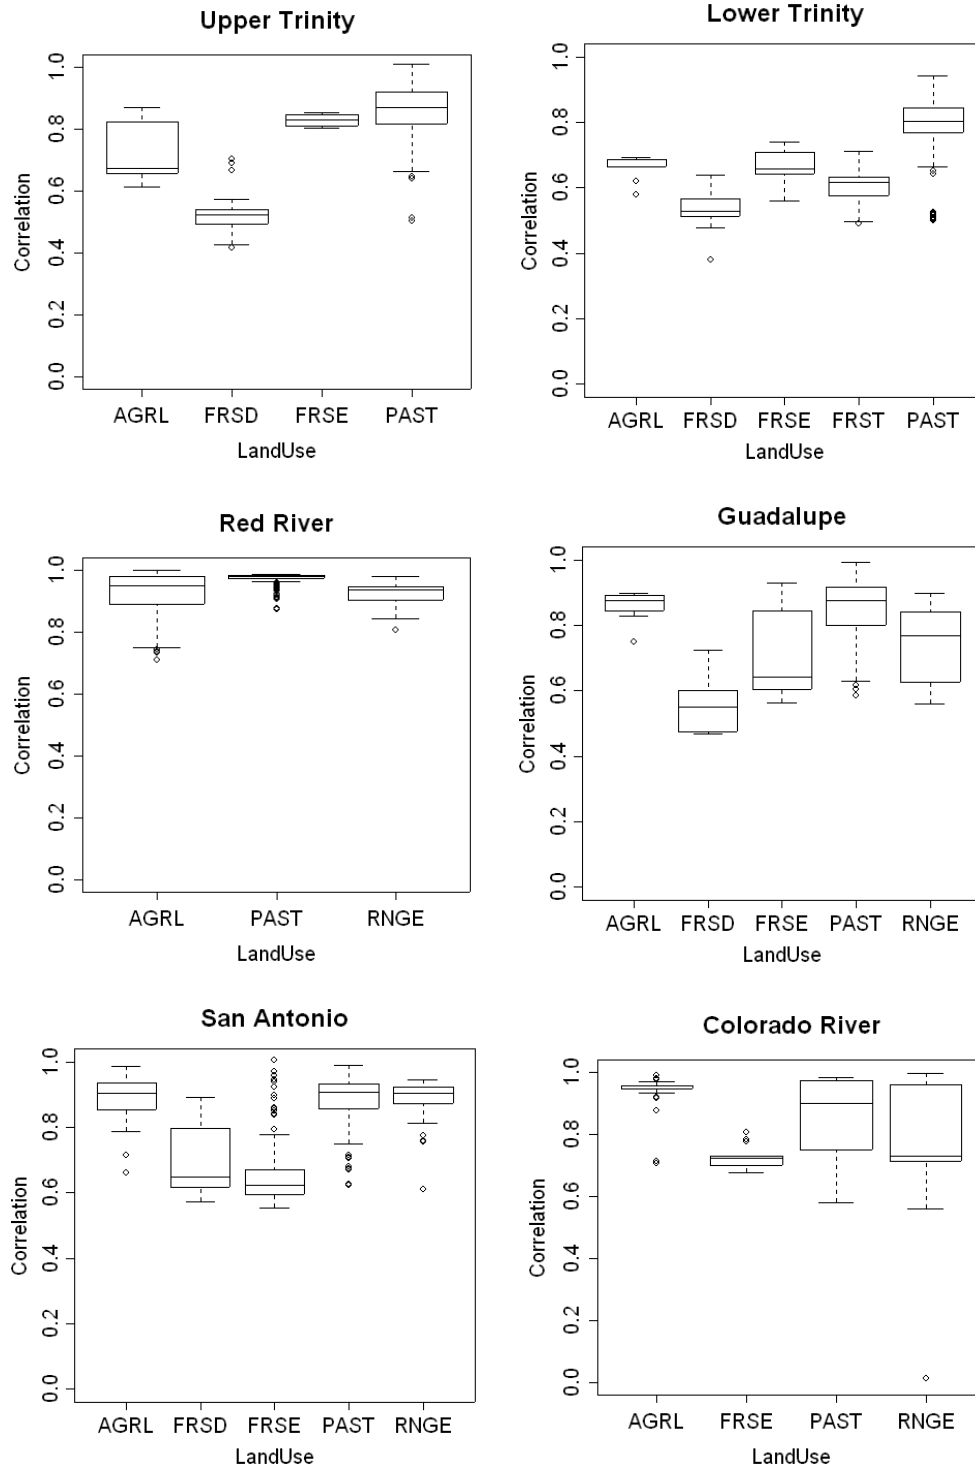 Upper Trinity
Correlation
1.0
0.8
0.6
0.4
0.2
0.0
AGRL FRSD FRSE PAST
LandUse
Lower Trinity
Correlation
1.0
0.8
0.6
0.4
0.2
0.0
AGRL FRSD FRSE FRST PAST
LandUse
Red River
Correlation
1.0
0.8
0.6
0.4
0.2
0.0
AGRL PAST RNGE
LandUse
Guadalupe
Correlation
1.0
0.8
0.6
0.4
0.2
0.0
AGRL FRSD FRSE PAST RNGE
LandUse
San Antonio
Correlation
1.0
0.8
0.6
0.4
0.2
0.0
AGRL FRSD FRSE PAST RNGE
LandUse
Colorado River
Correlation
1.0
0.8
0.6
0.4
0.2
0.0
AGRL FRSE PAST RNGE
LandUse